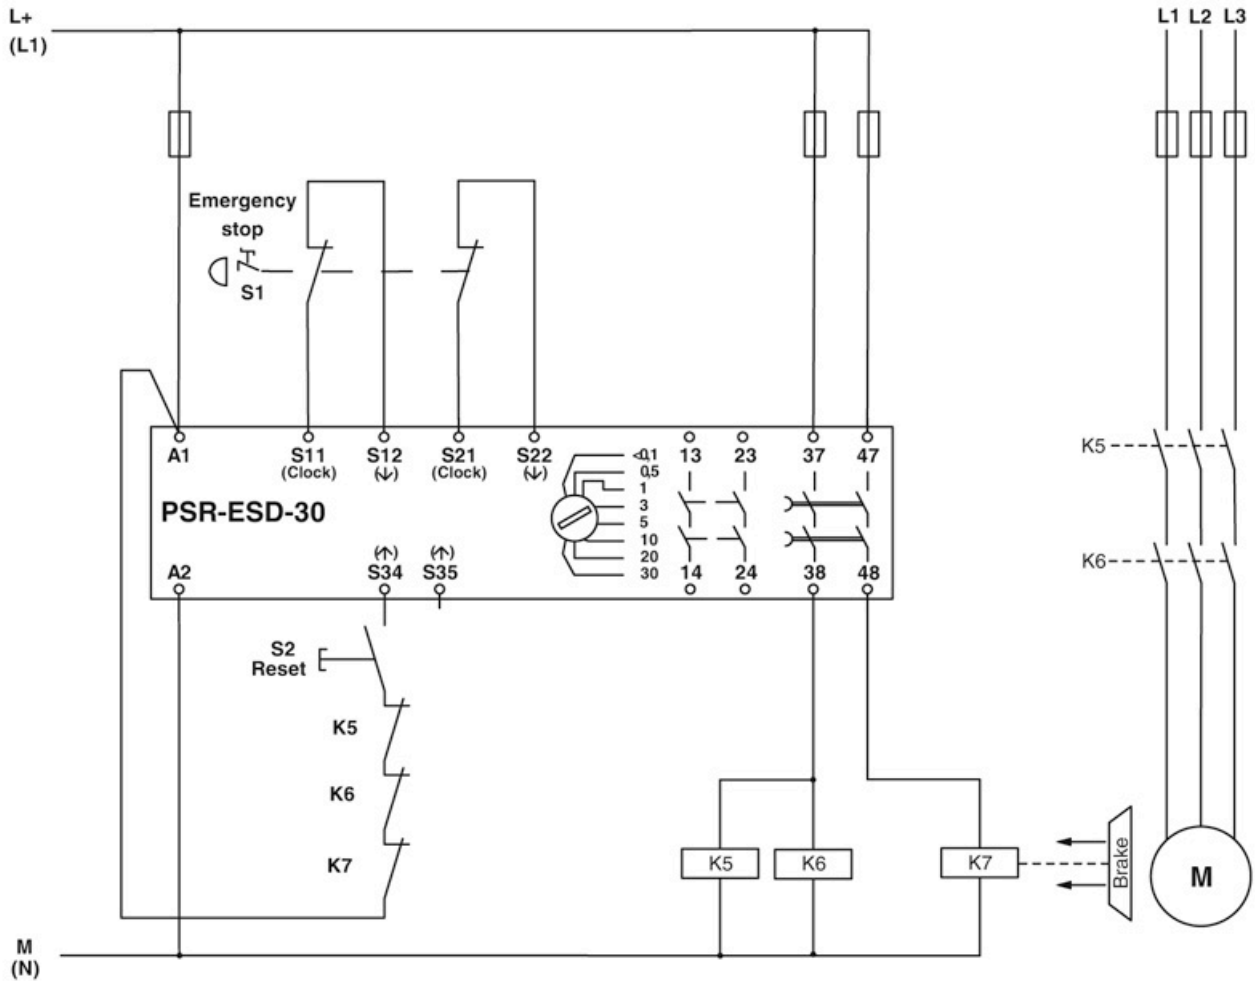 L+
(L1)
L1 L2 L3
Emergency
stop
S1
A1
S11
(Clock)
S12
(↓)
S21
(Clock)
S22
(↓)
<0,1
0,5
1
3
5
10
20
30
13 23 37 47
PSR-ESD-30
A2
(↑)
S34
(↑)
S35
14 24 38 48
K5
K6
S2
Reset
K5
K6
K7
K5
K6
K7
Brake
M
M
(N)